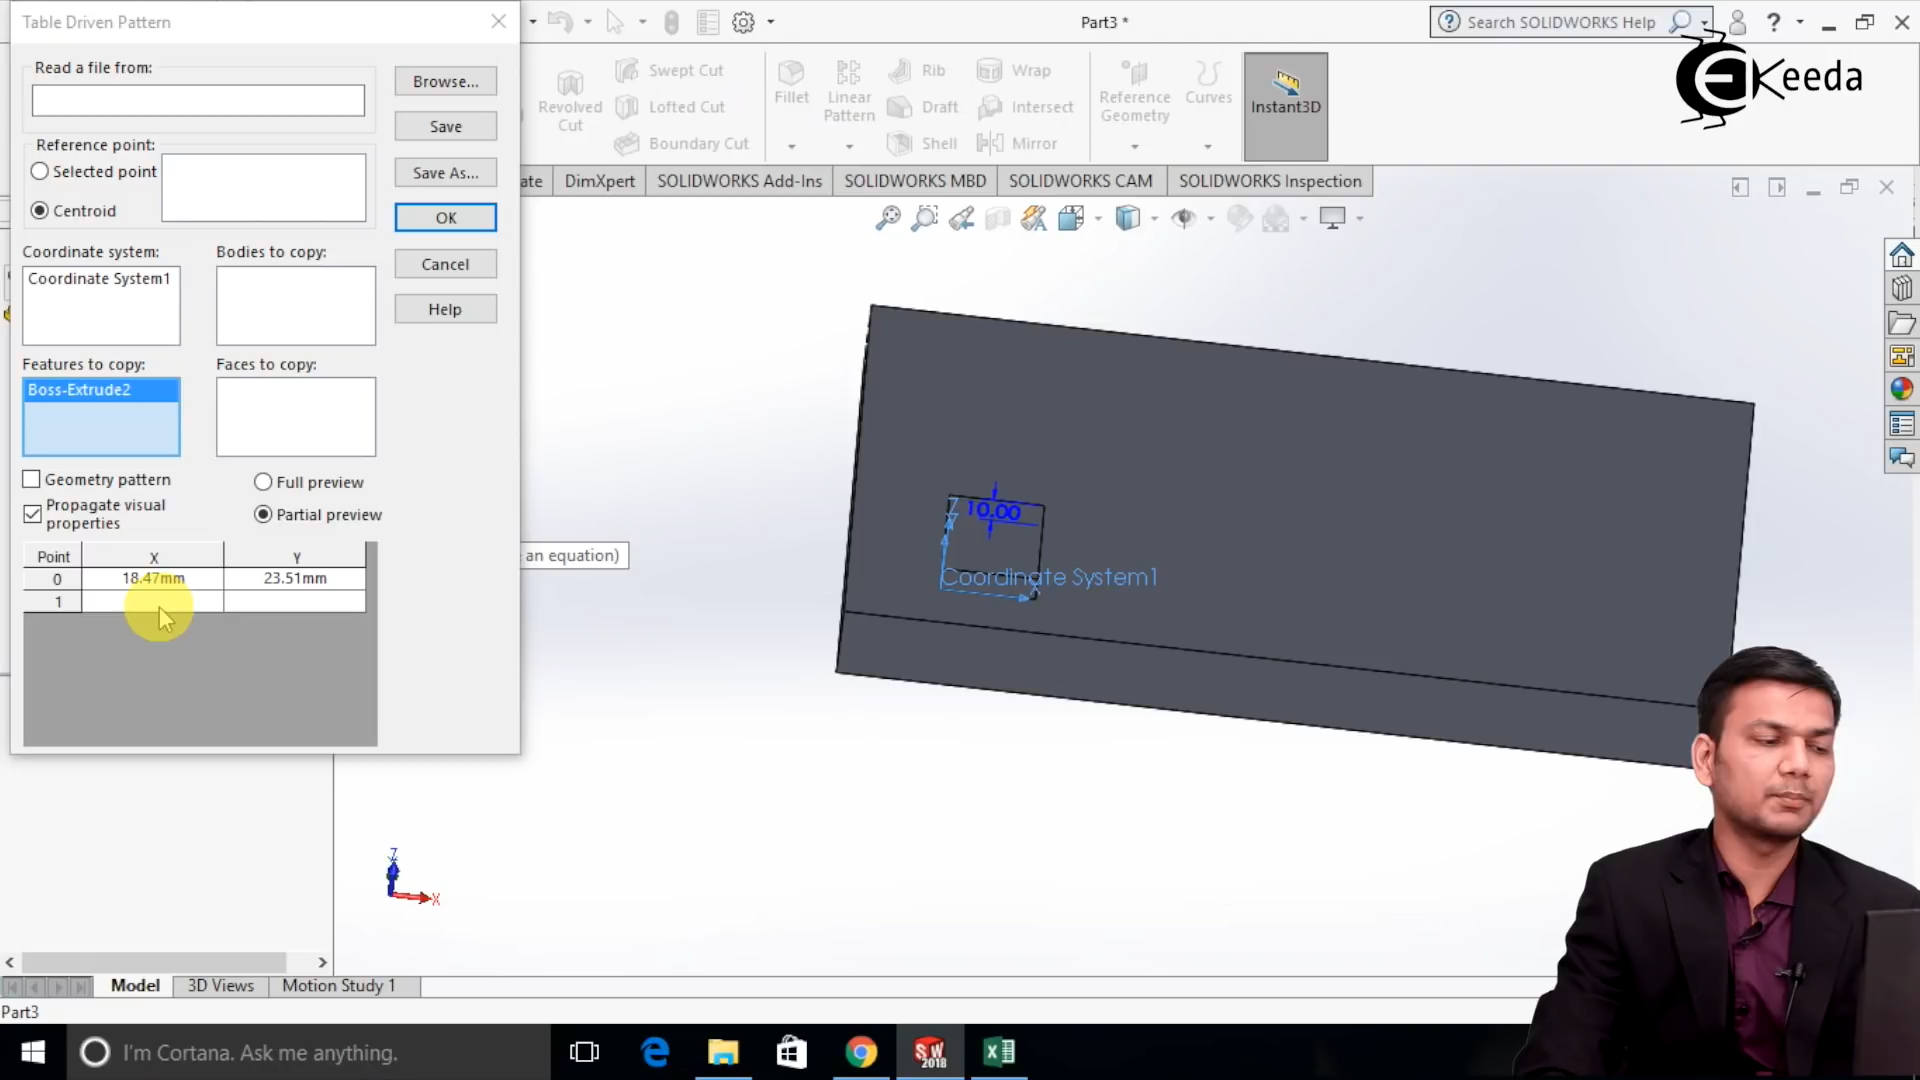 Table Driven Pattern
Part3 *
Search SOLIDWORKS Help
Read a file from:
Browse...
Save
Save As...
OK
Cancel
Help
Reference point:
Selected point
Centroid
Coordinate system:
Bodies to copy:
Coordinate System1
Features to copy:
Faces to copy:
Boss-Extrude2
Geometry pattern
Propagate visual
properties
Full preview
Partial preview
Point X Y
0 18.47mm 23.51mm
1
an equation)
Revolved
Cut
Swept Cut
Lofted Cut
Boundary Cut
Fillet
Linear
Pattern
Rib
Draft
Shell
Wrap
Intersect
Mirror
Reference
Geometry
Curves
Instant3D
EKeeda
ate
DimXpert
SOLIDWORKS Add-Ins
SOLIDWORKS MBD
SOLIDWORKS CAM
SOLIDWORKS Inspection
10.00
Coordinate System1
Z
X
Model
3D Views
Motion Study 1
Part3
I'm Cortana. Ask me anything.
SW
2018